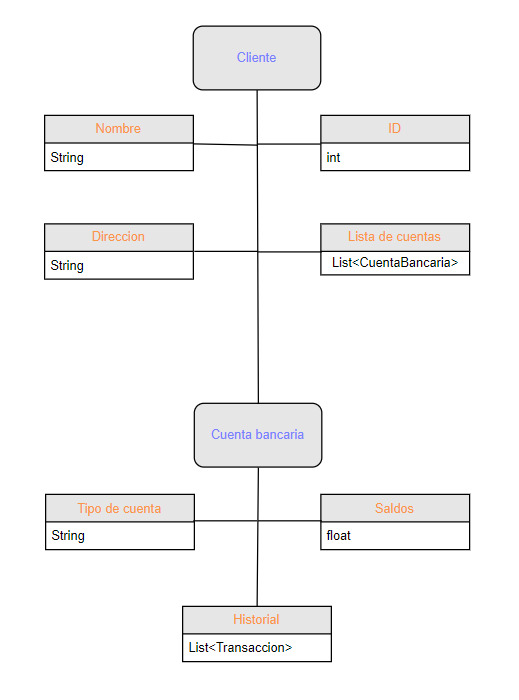 Cliente
Nombre
String
ID
int
Direccion
String
Lista de cuentas
List<CuentaBancaria>
Cuenta bancaria
Tipo de cuenta
String
Saldos
float
Historial
List<Transaccion>